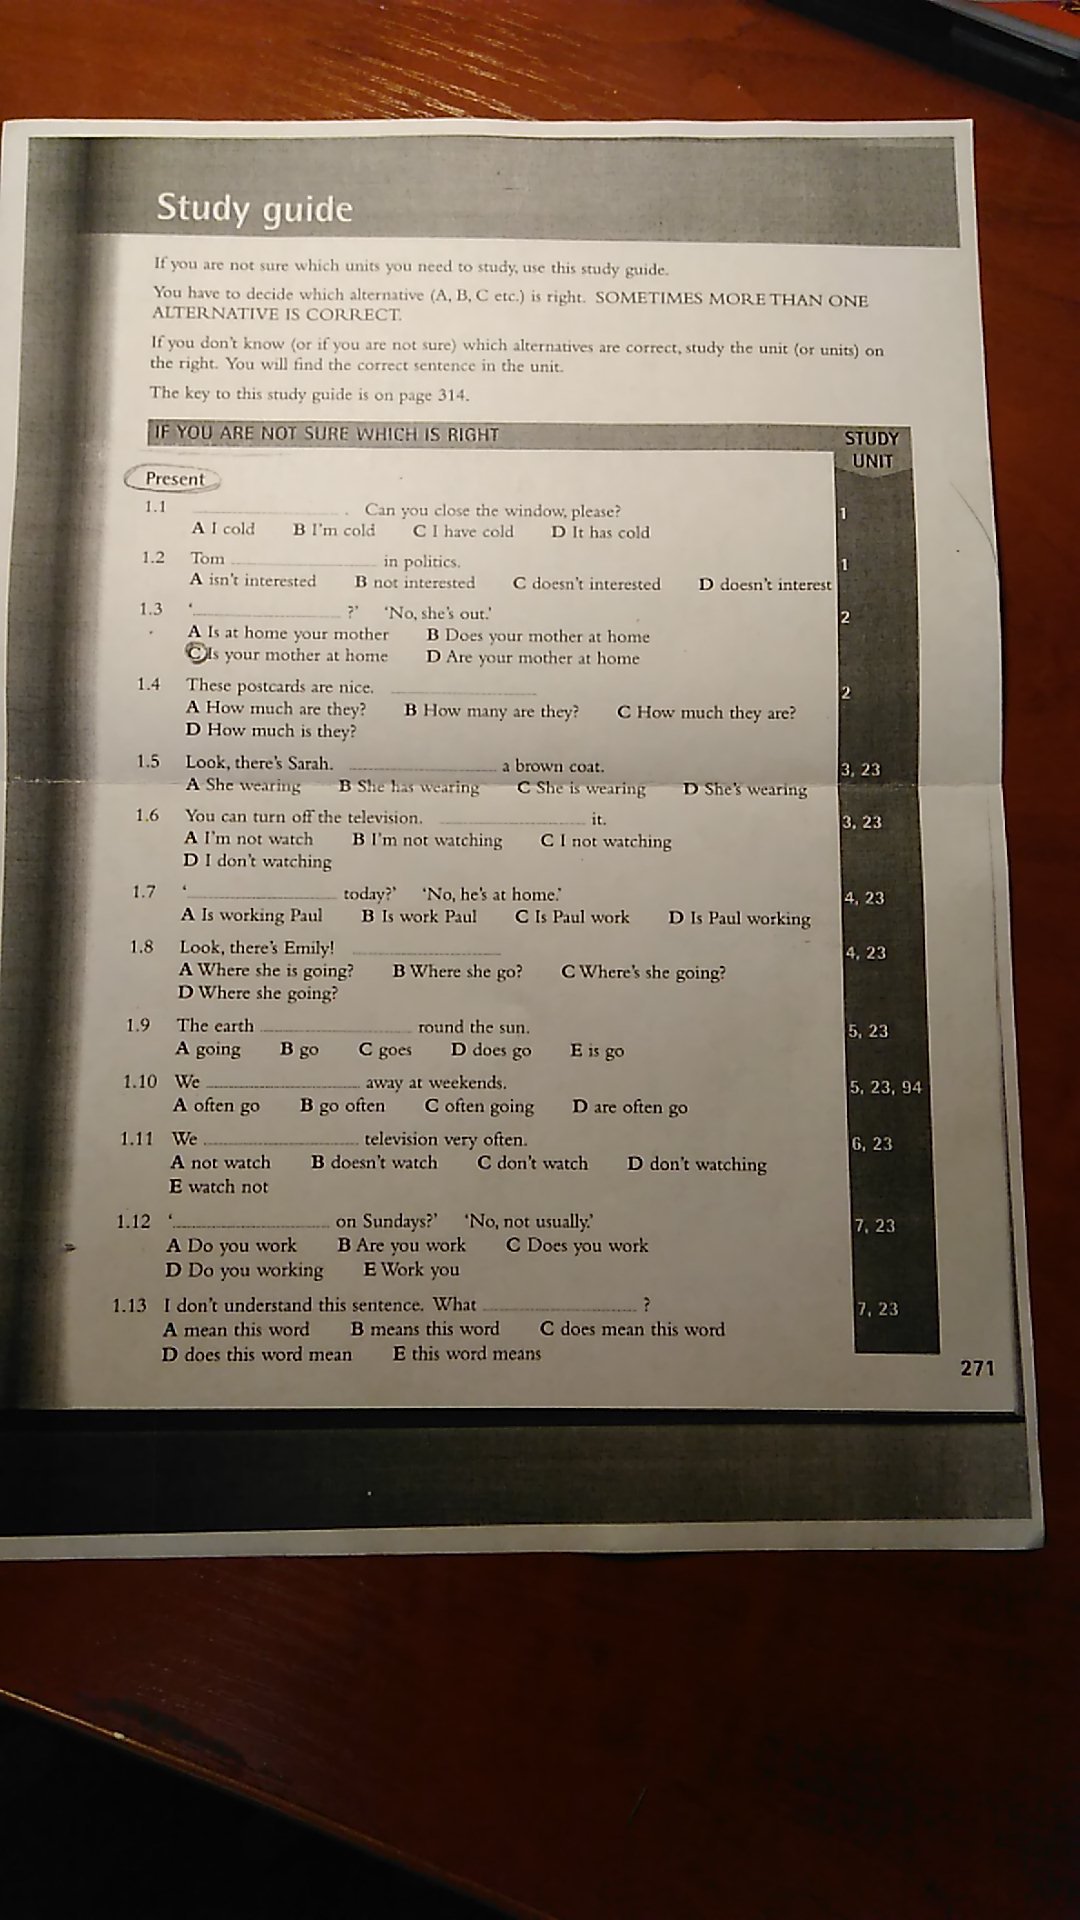 Study guide
If you are not sure which units you need to study, use this study guide.
You have to decide which alternative (A, B, C etc.) is right. SOMETIMES MORE THAN ONE
ALTERNATIVE IS CORRECT.
If you don't know (or if you are not sure) which alternatives are correct, study the unit (or units) on
the right. You will find the correct sentence in the unit.
The key to this study guide is on page 314.
IF YOU ARE NOT SURE WHICH IS RIGHT STUDY
UNIT
Present
1.1 ........................ . Can you close the window, please? 1
A I cold B I'm cold C I have cold D It has cold
1.2 Tom ........................ in politics. 1
A isn't interested B not interested C doesn't interested D doesn't interest
1.3 '........................ ?' 'No, she's out.' 2
A Is at home your mother B Does your mother at home
C Is your mother at home D Are your mother at home
1.4 These postcards are nice. ........................ 2
A How much are they? B How many are they? C How much they are?
D How much is they?
1.5 Look, there's Sarah. ........................ a brown coat. 3, 23
A She wearing B She has wearing C She is wearing D She's wearing
1.6 You can turn off the television. ........................ it. 3, 23
A I'm not watch B I'm not watching C I not watching
D I don't watching
1.7 '........................ today?' 'No, he's at home.' 4, 23
A Is working Paul B Is work Paul C Is Paul work D Is Paul working
1.8 Look, there's Emily! ........................ 4, 23
A Where she is going? B Where she go? C Where's she going?
D Where she going?
1.9 The earth ........................ round the sun. 5, 23
A going B go C goes D does go E is go
1.10 We ........................ away at weekends. 5, 23, 94
A often go B go often C often going D are often go
1.11 We ........................ television very often. 6, 23
A not watch B doesn't watch C don't watch D don't watching
E watch not
1.12 '........................ on Sundays?' 'No, not usually.' 7, 23
A Do you work B Are you work C Does you work
D Do you working E Work you
1.13 I don't understand this sentence. What ........................ ? 7, 23
A mean this word B means this word C does mean this word
D does this word mean E this word means
271